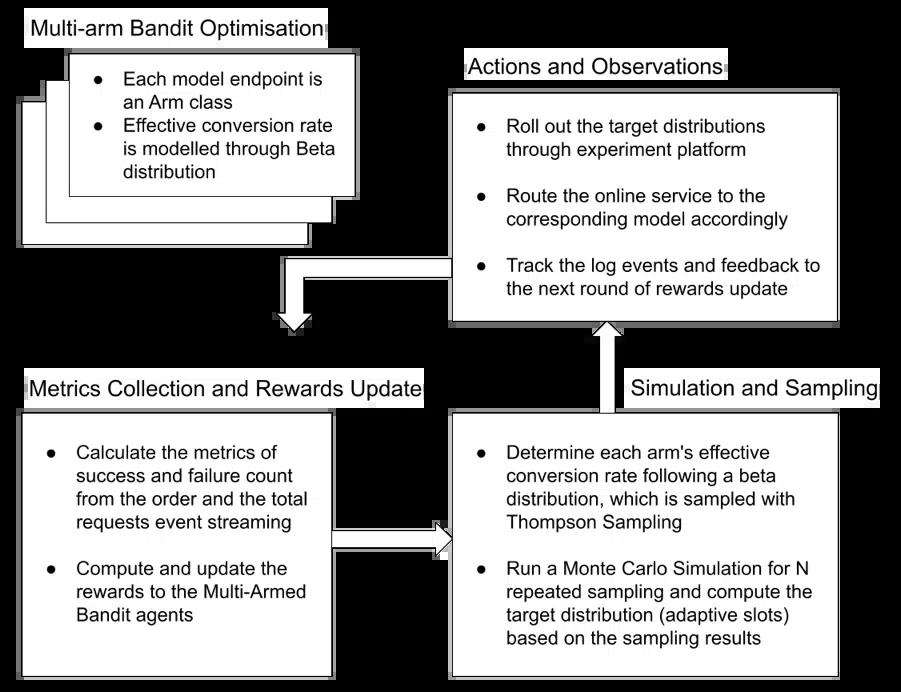 Multi-arm Bandit Optimisation
● Each model endpoint is
an Arm class
● Effective conversion rate
is modelled through Beta
distribution
Actions and Observations
● Roll out the target distributions
through experiment platform
● Route the online service to the
corresponding model accordingly
● Track the log events and feedback to
the next round of rewards update
Metrics Collection and Rewards Update
● Calculate the metrics of
success and failure count
from the order and the total
requests event streaming
● Compute and update the
rewards to the Multi-Armed
Bandit agents
Simulation and Sampling
● Determine each arm's effective
conversion rate following a beta
distribution, which is sampled with
Thompson Sampling
● Run a Monte Carlo Simulation for N
repeated sampling and compute the
target distribution (adaptive slots)
based on the sampling results